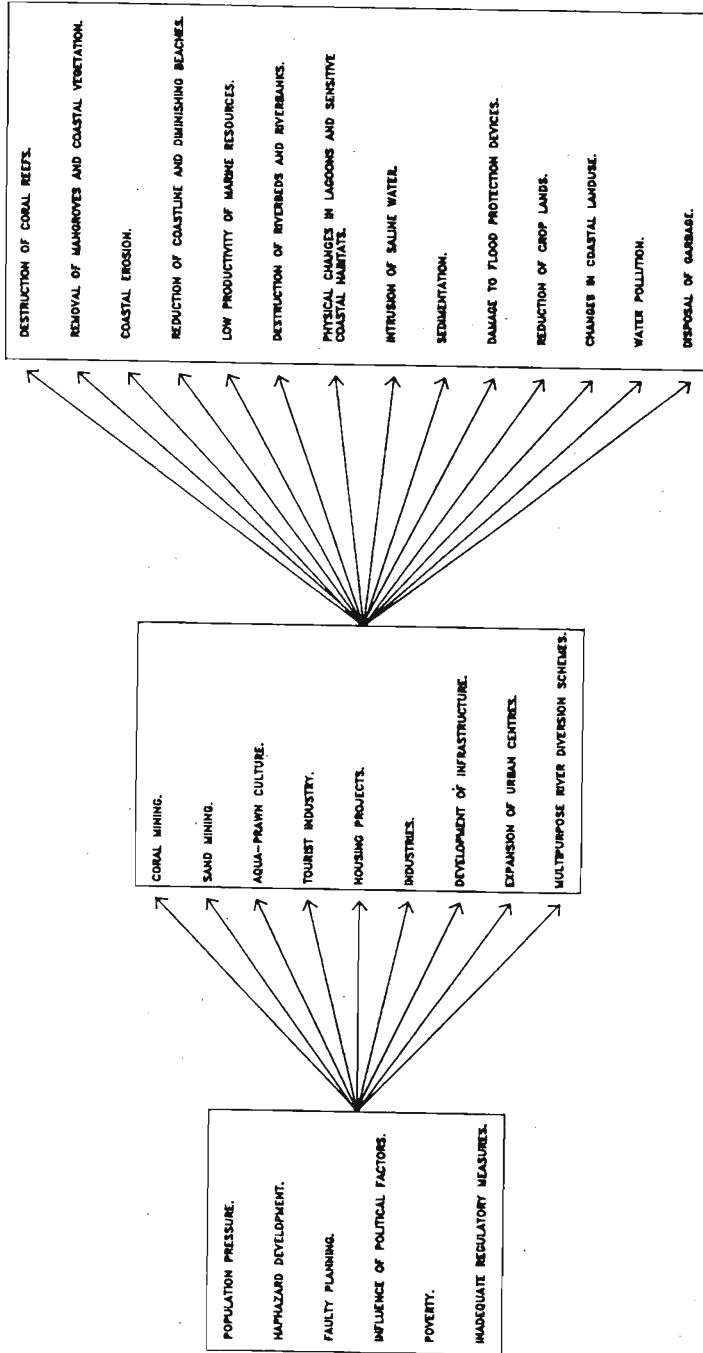 POPULATION PRESSURE.
HAPHAZARD DEVELOPMENT.
FAULTY PLANNING.
INFLUENCE OF POLITICAL FACTORS.
POVERTY.
INADEQUATE REGULATORY MEASURES.
CORAL MINING.
SAND MINING.
AQUA-PRAWN CULTURE.
TOURIST INDUSTRY.
HOUSING PROJECTS.
INDUSTRIES.
DEVELOPMENT OF INFRASTRUCTURE.
EXPANSION OF URBAN CENTRES.
MULTIPURPOSE RIVER DIVERSION SCHEMES.
DESTRUCTION OF CORAL REEFS.
REMOVAL OF MANGROVES AND COASTAL VEGETATION.
COASTAL EROSION.
REDUCTION OF COASTLINE AND DIMINISHING BEACHES.
LOW PRODUCTIVITY OF MARINE RESOURCES.
DESTRUCTION OF RIVERBEDS AND RIVERBANKS.
PHYSICAL CHANGES IN LAGOONS AND SENSITIVE
COASTAL HABITATS.
INTRUSION OF SALINE WATER.
SEDIMENTATION.
DAMAGE TO FLOOD PROTECTION DEVICES.
REDUCTION OF CROP LANDS.
CHANGES IN COASTAL LANDUSE.
WATER POLLUTION.
DISPOSAL OF GARBAGE.